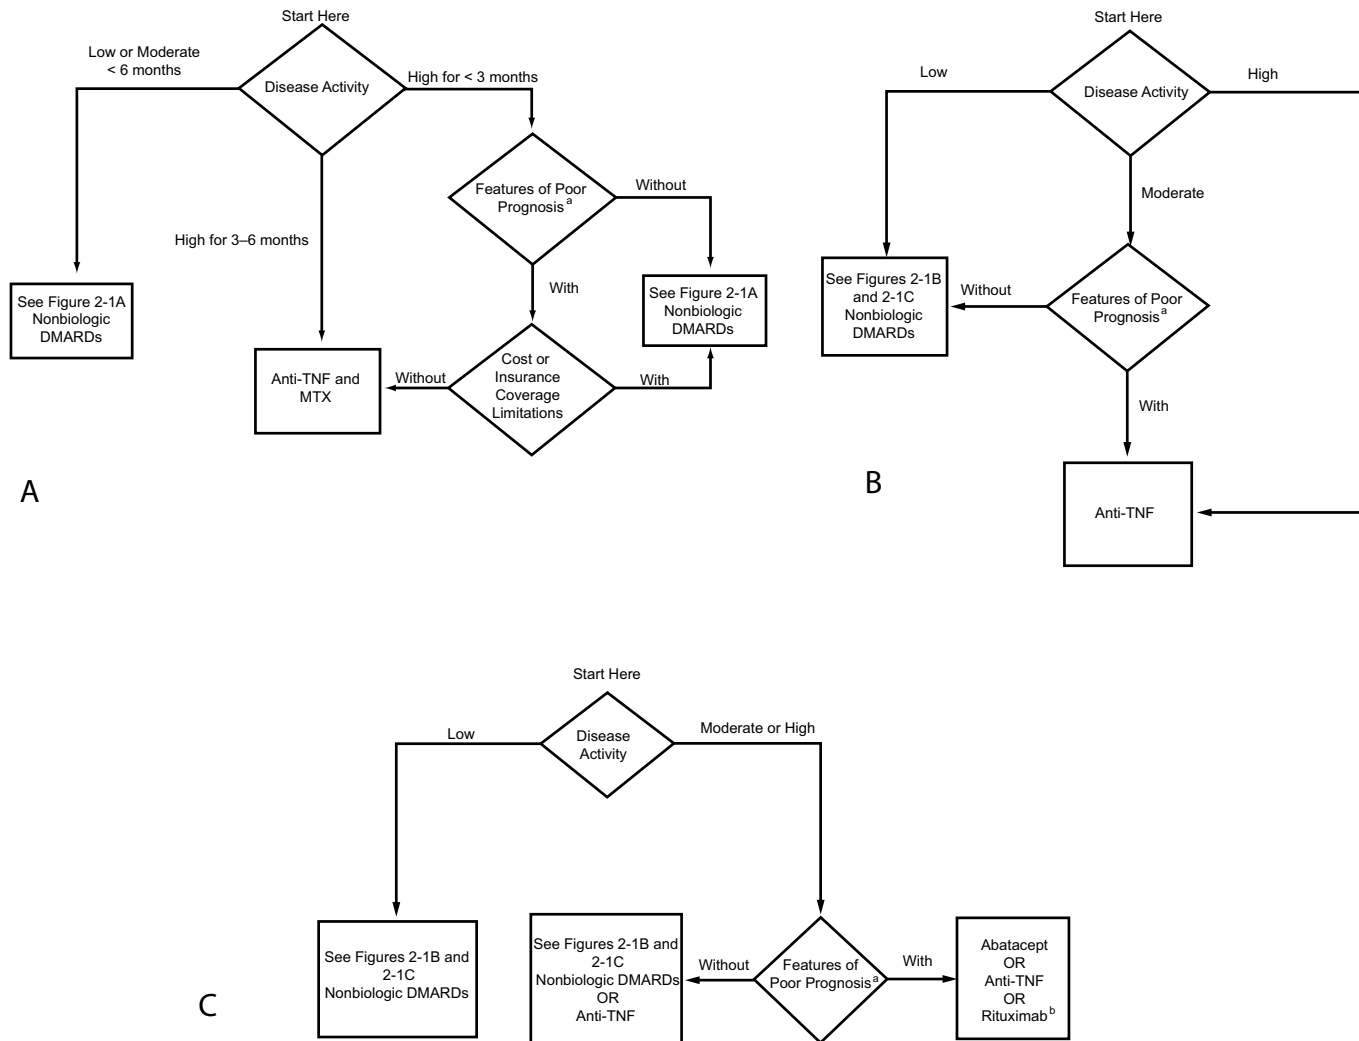 Start Here
Low or Moderate
< 6 months
Disease Activity
High for < 3 months
Features of Poor
Prognosis a
Without
High for 3–6 months
With
See Figure 2-1A
Nonbiologic
DMARDs
See Figure 2-1A
Nonbiologic
DMARDs
Anti-TNF and
MTX
Without
Cost or
Insurance
Coverage
Limitations
With
A
Start Here
Low
Disease Activity
High
Moderate
See Figures 2-1B
and 2-1C
Nonbiologic
DMARDs
Without
Features of Poor
Prognosis a
With
Anti-TNF
B
Start Here
Low
Disease
Activity
Moderate or High
See Figures 2-1B and
2-1C
Nonbiologic DMARDs
See Figures 2-1B and
2-1C
Nonbiologic DMARDs
OR
Anti-TNF
Without
Features of
Poor Prognosis a
With
Abatacept
OR
Anti-TNF
OR
Rituximab b
C